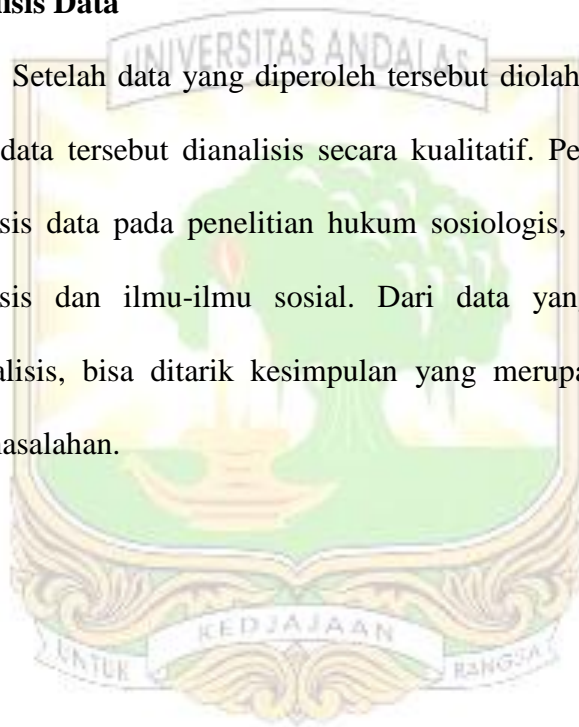 lisis Data
UNIVERSITAS ANDALAS
Setelah data yang diperoleh tersebut diolah
data tersebut dianalisis secara kualitatif. Pe
sis data pada penelitian hukum sosiologis,
sis dan ilmu-ilmu sosial. Dari data yan
alisis, bisa ditarik kesimpulan yang merupa
masalahan.
KEDJAJAAN
UNTUK
BANGSA